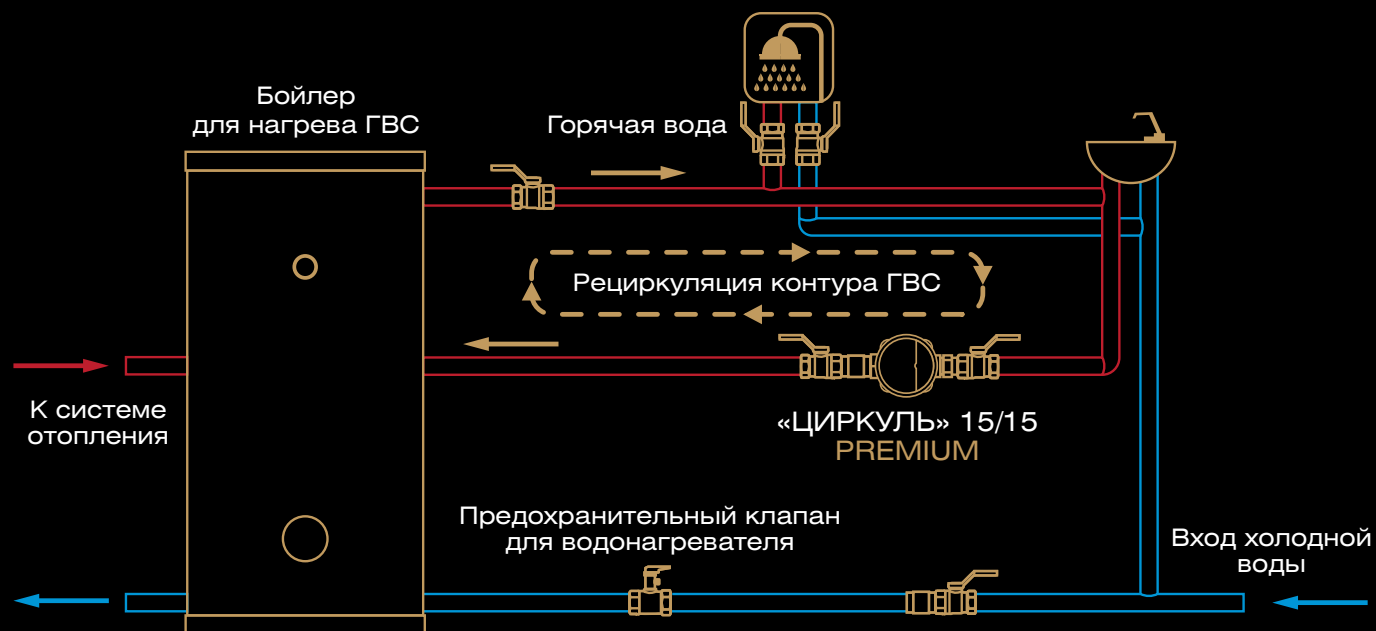 Бойлер
для нагрева ГВС
Горячая вода
Рециркуляция контура ГВС
К системе
отопления
«ЦИРКУЛЬ» 15/15
PREMIUM
Предохранительный клапан
для водонагревателя
Вход холодной
воды